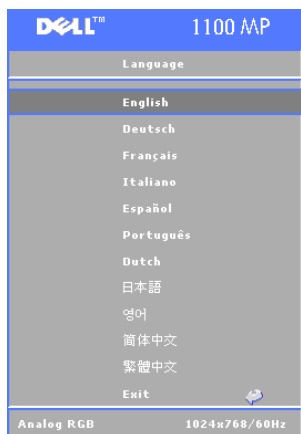 DELL™ 1100 MP
Language
English
Deutsch
Français
Italiano
Español
Português
Dutch
日本語
영어
简体中文
繁體中文
Exit
Analog RGB 1024x768/60Hz